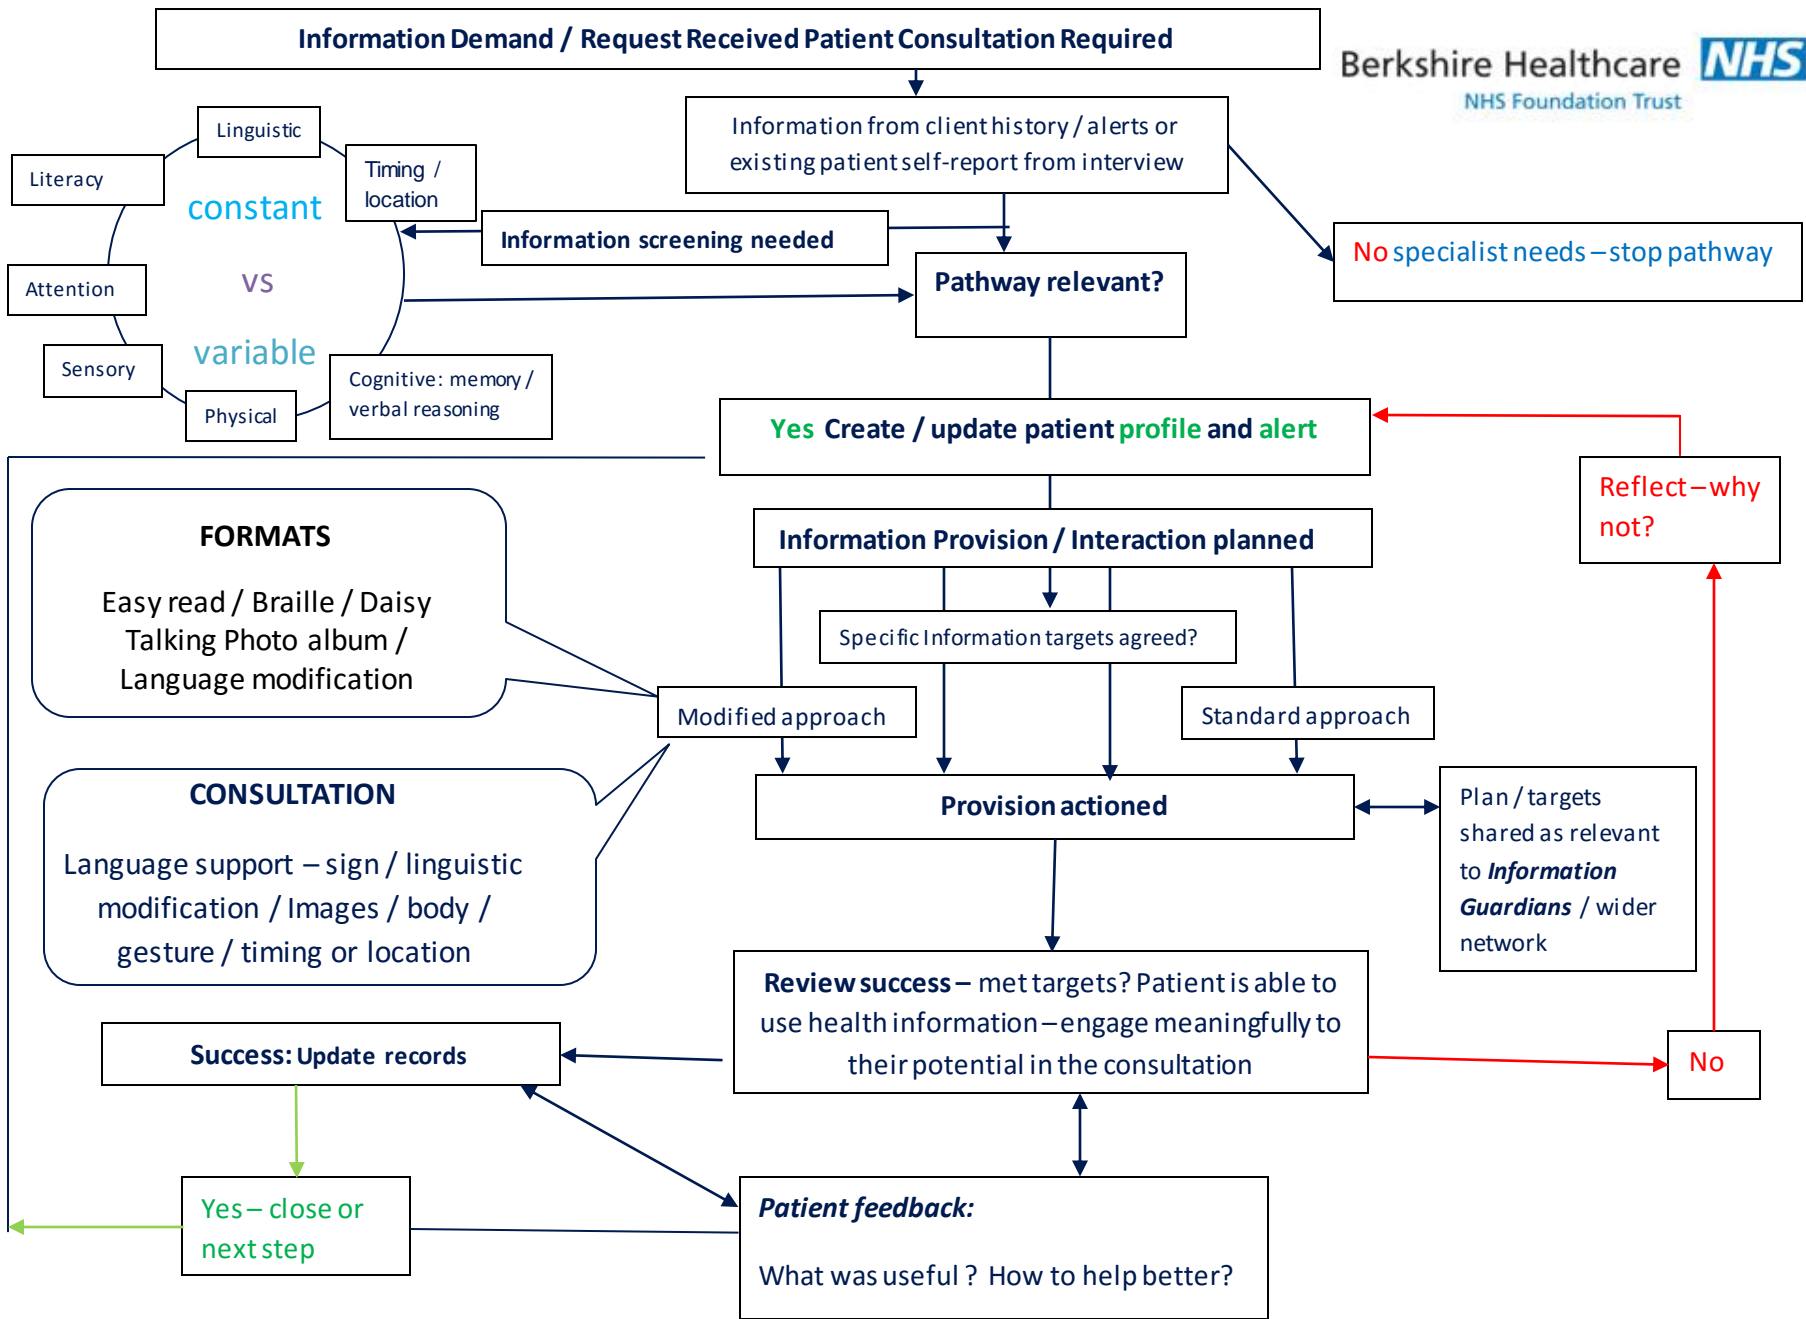 Information Demand / Request Received Patient Consultation Required
Berkshire Healthcare NHS
NHS Foundation Trust
Information from client history / alerts or
existing patient self-report from interview
Linguistic
Literacy
Timing /
location
constant
vs
variable
Attention
Sensory
Physical
Cognitive: memory /
verbal reasoning
Information screening needed
No specialist needs – stop pathway
Pathway relevant?
Yes Create / update patient profile and alert
Reflect – why
not?
FORMATS
Easy read / Braille / Daisy
Talking Photo album /
Language modification
Information Provision / Interaction planned
Specific Information targets agreed?
Modified approach
Standard approach
CONSULTATION
Language support – sign / linguistic
modification / Images / body /
gesture / timing or location
Provision actioned
Plan / targets
shared as relevant
to Information
Guardians / wider
network
Review success – met targets? Patient is able to
use health information – engage meaningfully to
their potential in the consultation
Success: Update records
No
Yes – close or
next step
Patient feedback:
What was useful ? How to help better?